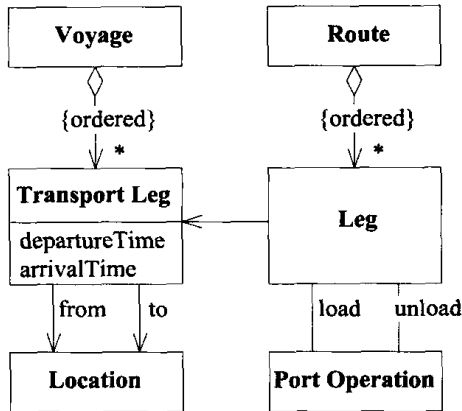 Voyage
Route
{ordered}
{ordered}
*
*
Transport Leg
departureTime
arrivalTime
Leg
from
to
load
unload
Location
Port Operation